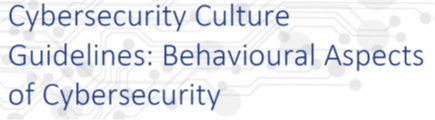 Cybersecurity Culture
Guidelines: Behavioural Aspects
of Cybersecurity